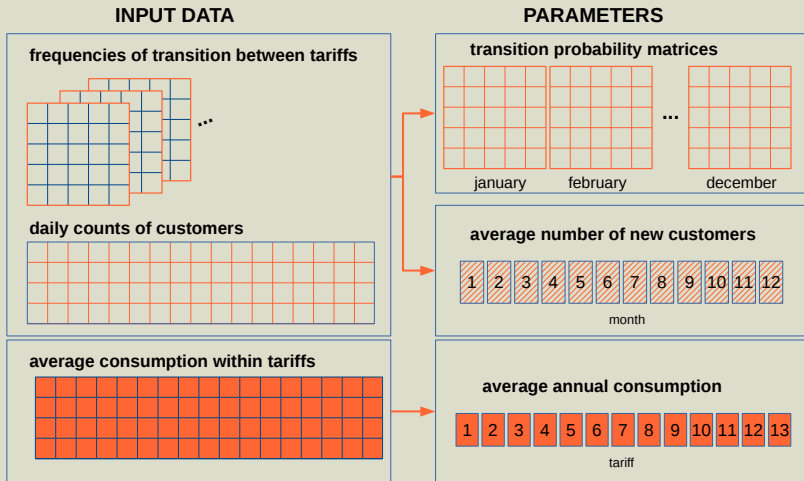 INPUT DATA
frequencies of transition between tariffs
...
daily counts of customers
average consumption within tariffs
PARAMETERS
transition probability matrices
...
january february december
average number of new customers
1 2 3 4 5 6 7 8 9 10 11 12
month
average annual consumption
1 2 3 4 5 6 7 8 9 10 11 12 13
tariff